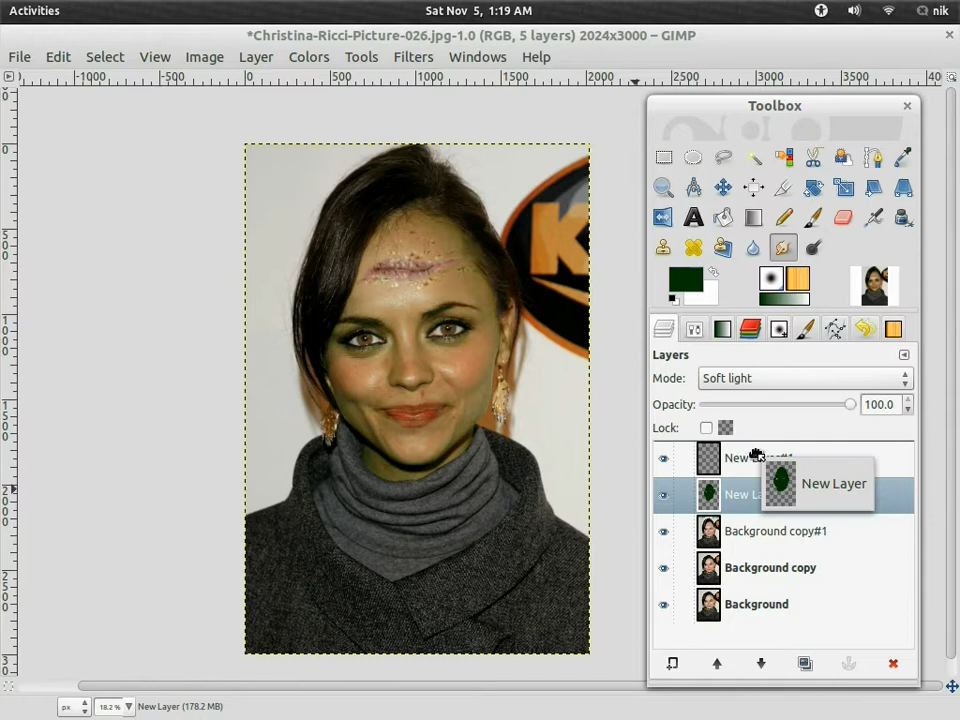 Activities
Sat Nov 5, 1:19 AM
nik
*Christina-Ricci-Picture-026.jpg-1.0 (RGB, 5 layers) 2024x3000 – GIMP
File Edit Select View Image Layer Colors Tools Filters Windows Help
-1000 -500 0 500 1000 1500 2000 2500 3000 3500
Toolbox
K
A
Layers
Mode: Soft light
Opacity: 100.0
Lock:
New Layer
Background copy#1
Background copy
Background
px 18.2 % New Layer (178.2 MB)